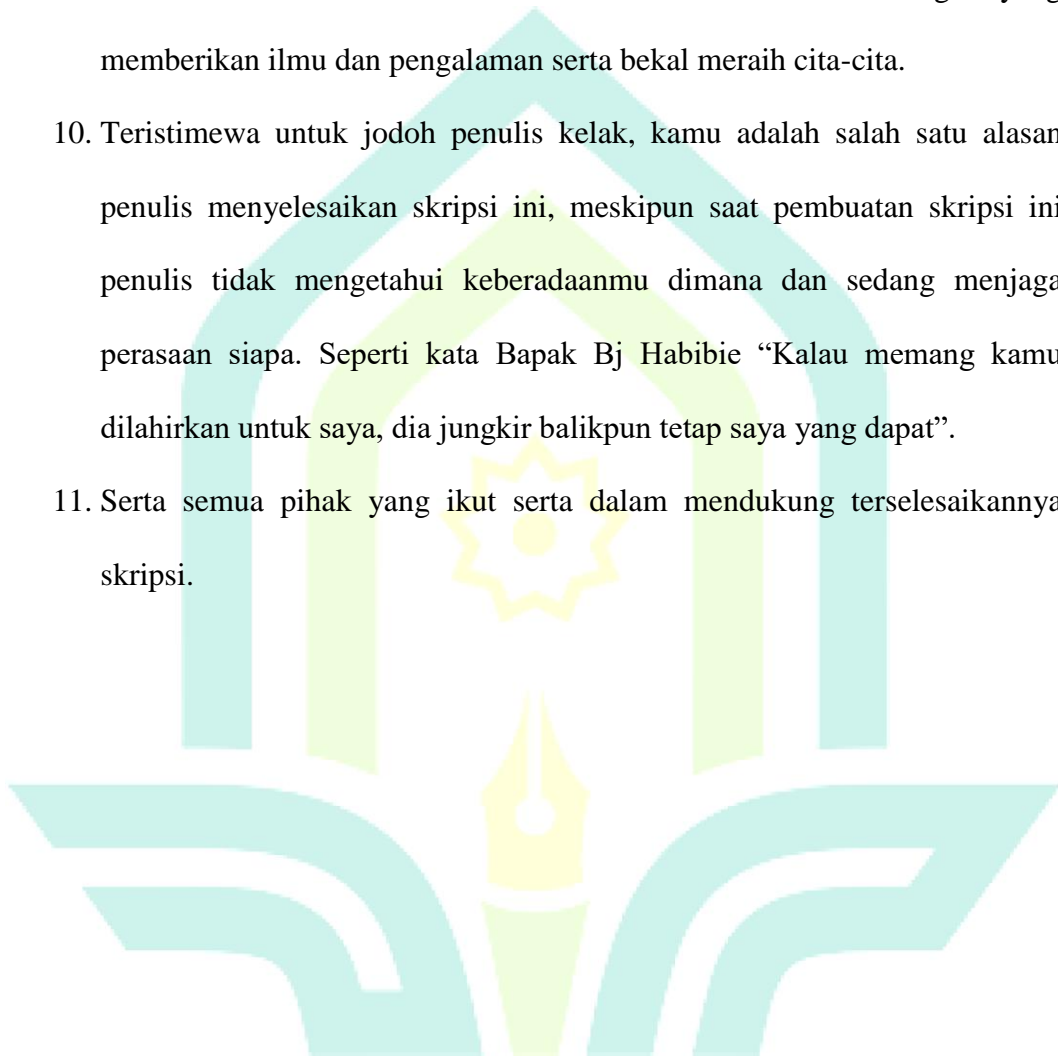 memberikan ilmu dan pengalaman serta bekal meraih cita-cita.
10. Teristimewa untuk jodoh penulis kelak, kamu adalah salah satu alasan
penulis menyelesaikan skripsi ini, meskipun saat pembuatan skripsi ini
penulis tidak mengetahui keberadaanmu dimana dan sedang menjaga
perasaan siapa. Seperti kata Bapak Bj Habibie “Kalau memang kamu
dilahirkan untuk saya, dia jungkir balikpun tetap saya yang dapat”.
11. Serta semua pihak yang ikut serta dalam mendukung terselesaikannya
skripsi.